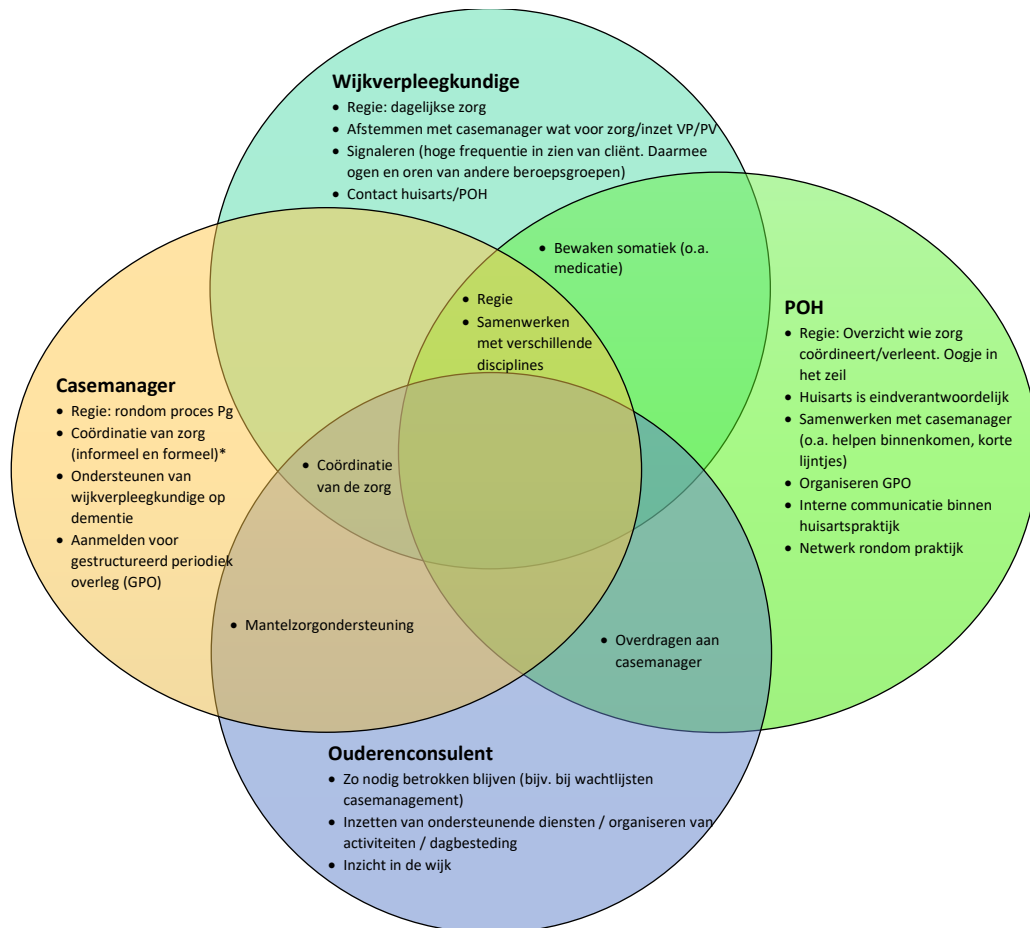 Wijkverpleegkundige
• Regie: dagelijkse zorg
• Afstemmen met casemanager wat voor zorg/inzet VP/PV
• Signaleren (hoge frequentie in zien van cliënt. Daarmee
ogen en oren van andere beroepsgroepen)
• Contact huisarts/POH
• Bewaken somatiek (o.a.
medicatie)
• Regie
• Samenwerken
met verschillende
disciplines
POH
• Regie: Overzicht wie zorg
coördineert/verleent. Oogje in
het zeil
• Huisarts is eindverantwoordelijk
• Samenwerken met casemanager
(o.a. helpen binnenkomen, korte
lijntjes)
• Organiseren GPO
• Interne communicatie binnen
huisartspraktijk
• Netwerk rondom praktijk
Casemanager
• Regie: rondom proces Pg
• Coördinatie van zorg
(informeel en formeel)*
• Ondersteunen van
wijkverpleegkundige op
dementie
• Aanmelden voor
gestructureerd periodiek
overleg (GPO)
• Coördinatie
van de zorg
• Mantelzorgondersteuning
• Overdragen aan
casemanager
Ouderenconsulent
• Zo nodig betrokken blijven (bijv. bij wachtlijsten
casemanagement)
• Inzetten van ondersteunende diensten / organiseren van
activiteiten / dagbesteding
• Inzicht in de wijk